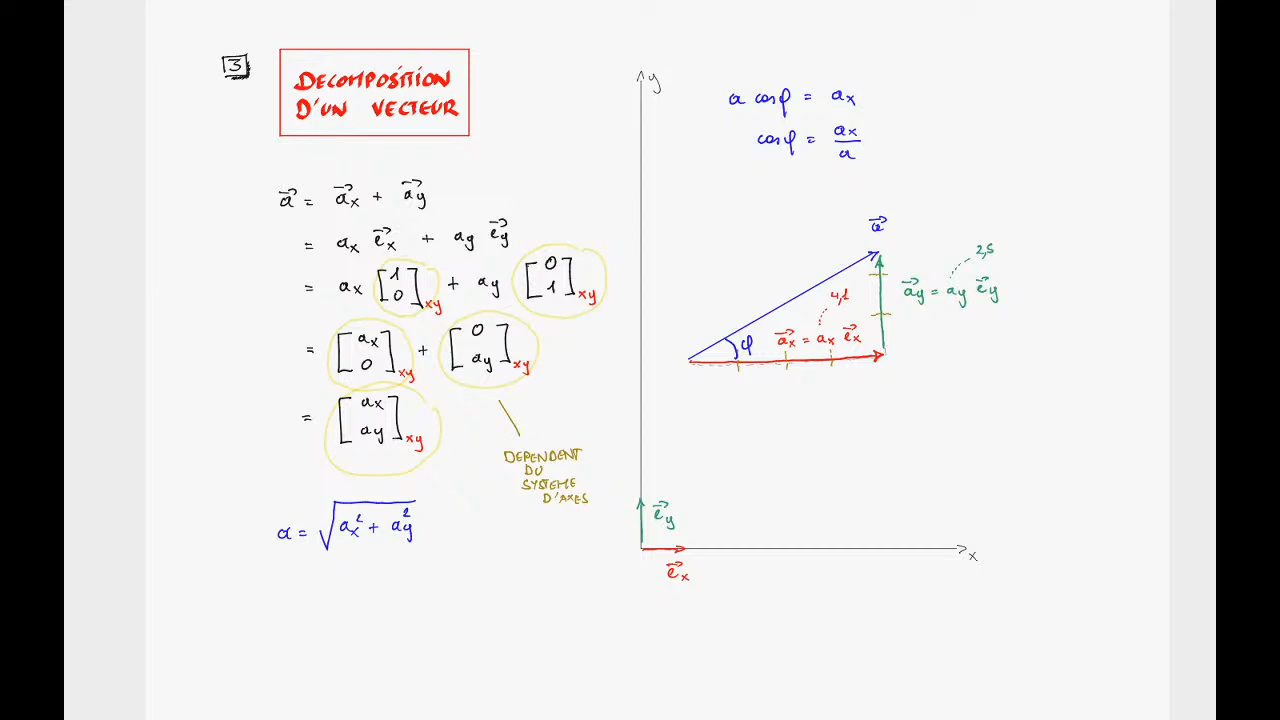 3
DECOMPOSITION
D'UN VECTEUR
a⃗ = a⃗x + a⃗y
= ax e⃗x + ay e⃗y
= ax [1 0]xy + ay [0 1]xy
= [ax 0]xy + [0 ay]xy
= [ax ay]xy
DEPENDENT
DU
SYSTEME
D'AXES
a = √(ax² + ay²)
y
a cosφ = ax
cosφ = ax/a
a⃗
2,5
a⃗y = ay e⃗y
4,1
φ
a⃗x = ax e⃗x
e⃗y
x
e⃗x